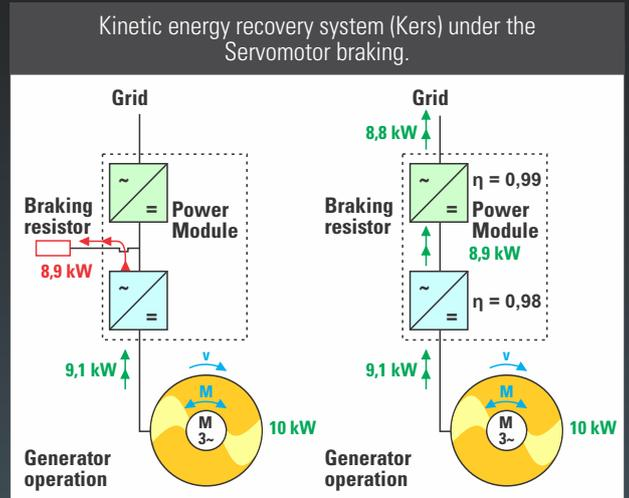 Kinetic energy recovery system (Kers) under the
Servomotor braking.
Grid
Braking
resistor
8,9 kW
~
=
Power
Module
~
=
9,1 kW
v
M
M
3~
10 kW
Generator
operation
Grid
8,8 kW
Braking
resistor
~
=
η = 0,99
Power
Module
8,9 kW
~
=
η = 0,98
9,1 kW
v
M
M
3~
10 kW
Generator
operation